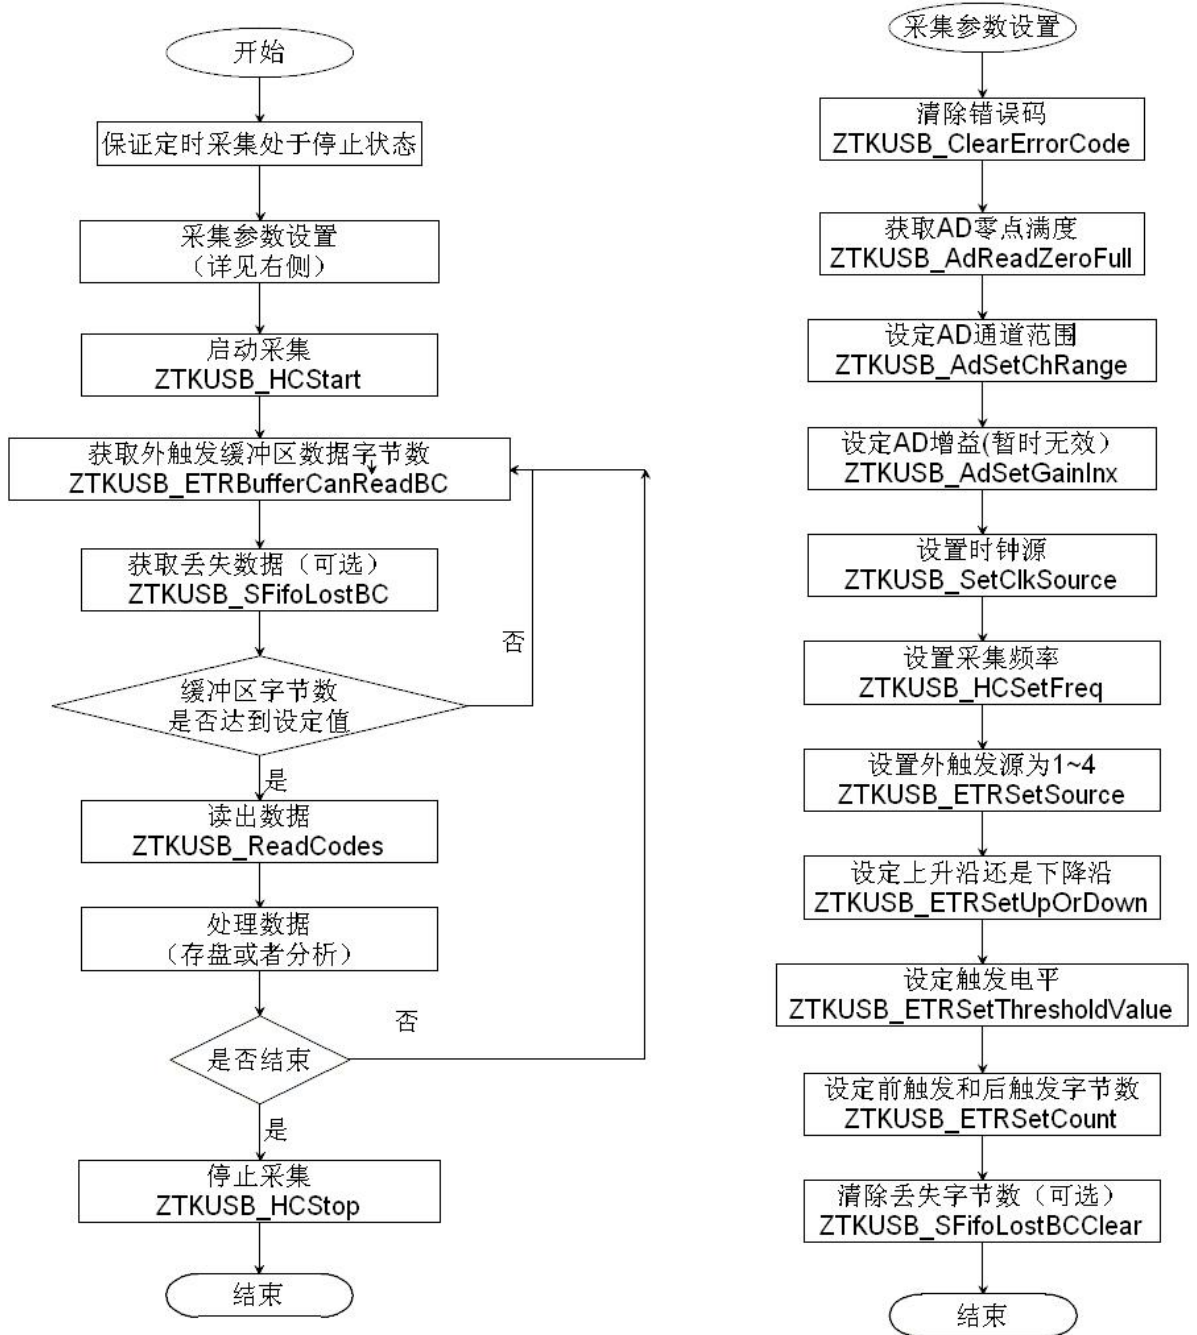 开始
保证定时采集处于停止状态
采集参数设置
（详见右侧）
启动采集
ZTKUSB_HCStart
获取外触发缓冲区数据字节数
ZTKUSB_ETRBufferCanReadBC
获取丢失数据（可选）
ZTKUSB_SFifoLostBC
否
缓冲区字节数
是否达到设定值
是
读出数据
ZTKUSB_ReadCodes
处理数据
（存盘或者分析）
否
是否结束
是
停止采集
ZTKUSB_HCStop
结束
采集参数设置
清除错误码
ZTKUSB_ClearErrorCode
获取AD零点满度
ZTKUSB_AdReadZeroFull
设定AD通道范围
ZTKUSB_AdSetChRange
设定AD增益(暂时无效）
ZTKUSB_AdSetGainInx
设置时钟源
ZTKUSB_SetClkSource
设置采集频率
ZTKUSB_HCSetFreq
设置外触发源为1~4
ZTKUSB_ETRSetSource
设定上升沿还是下降沿
ZTKUSB_ETRSetUpOrDown
设定触发电平
ZTKUSB_ETRSetThresholdValue
设定前触发和后触发字节数
ZTKUSB_ETRSetCount
清除丢失字节数（可选）
ZTKUSB_SFifoLostBCClear
结束